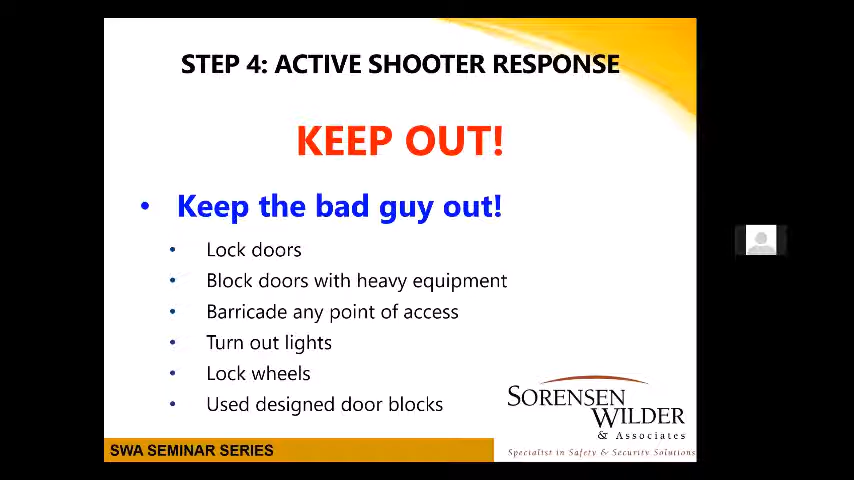 STEP 4: ACTIVE SHOOTER RESPONSE
KEEP OUT!
• Keep the bad guy out!
• Lock doors
• Block doors with heavy equipment
• Barricade any point of access
• Turn out lights
• Lock wheels
• Used designed door blocks
SORENSEN
WILDER
& Associates
Specialist in Safety & Security Solutions
SWA SEMINAR SERIES